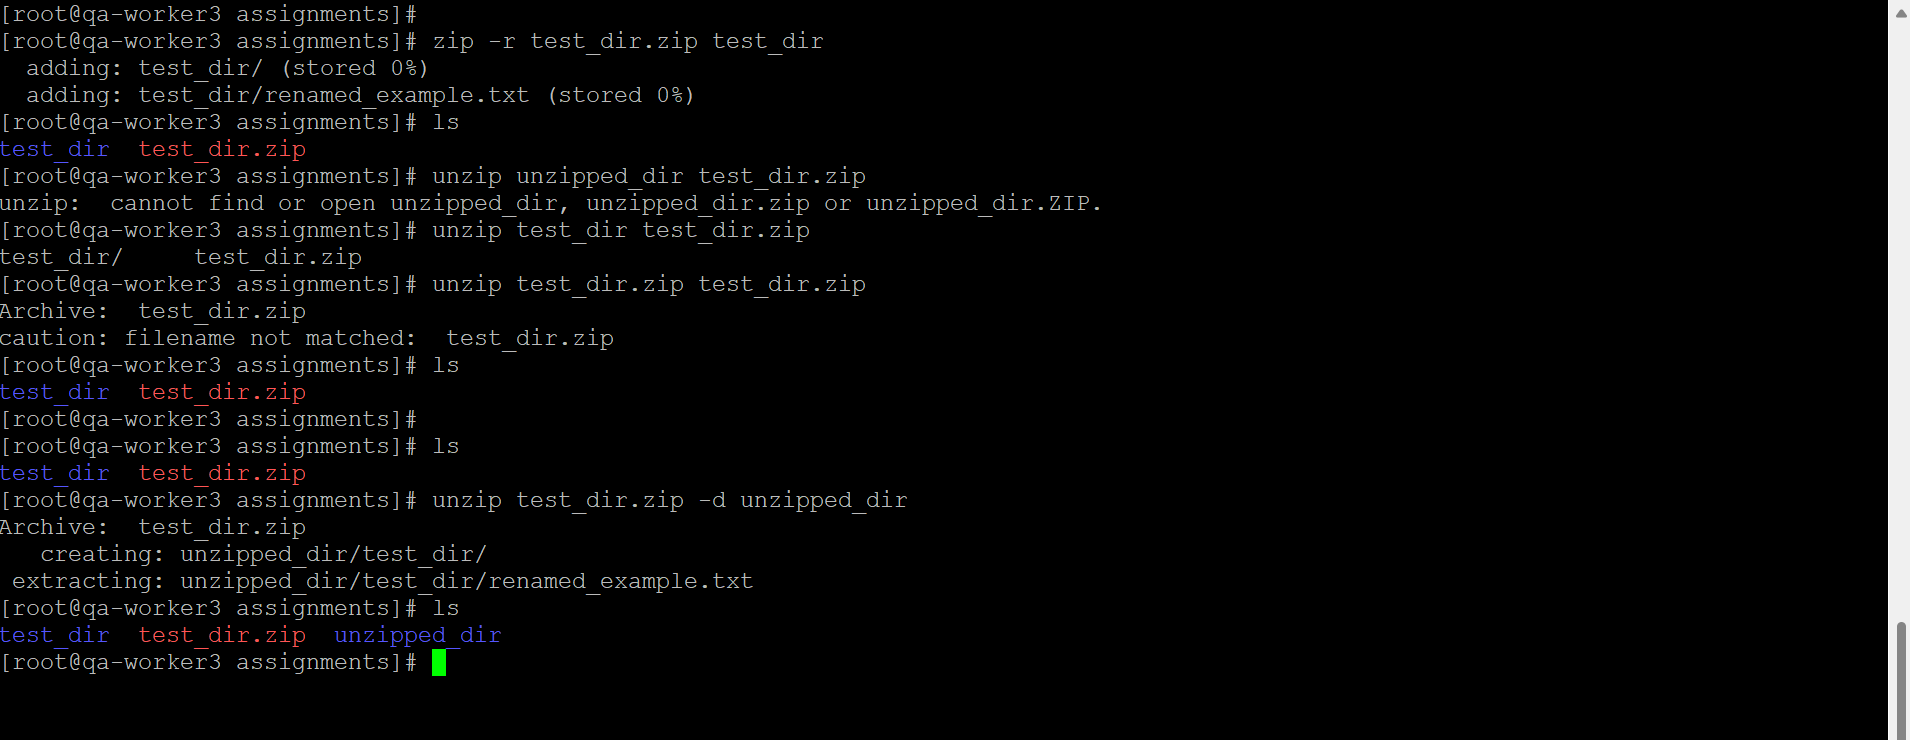 [root@qa-worker3 assignments]#
[root@qa-worker3 assignments]# zip -r test_dir.zip test_dir
  adding: test_dir/ (stored 0%)
  adding: test_dir/renamed_example.txt (stored 0%)
[root@qa-worker3 assignments]# ls
test_dir  test_dir.zip
[root@qa-worker3 assignments]# unzip unzipped_dir test_dir.zip
unzip:  cannot find or open unzipped_dir, unzipped_dir.zip or unzipped_dir.ZIP.
[root@qa-worker3 assignments]# unzip test_dir test_dir.zip
test_dir/     test_dir.zip
[root@qa-worker3 assignments]# unzip test_dir.zip test_dir.zip
Archive:  test_dir.zip
caution: filename not matched:  test_dir.zip
[root@qa-worker3 assignments]# ls
test_dir  test_dir.zip
[root@qa-worker3 assignments]#
[root@qa-worker3 assignments]# ls
test_dir  test_dir.zip
[root@qa-worker3 assignments]# unzip test_dir.zip -d unzipped_dir
Archive:  test_dir.zip
   creating: unzipped_dir/test_dir/
 extracting: unzipped_dir/test_dir/renamed_example.txt
[root@qa-worker3 assignments]# ls
test_dir  test_dir.zip  unzipped_dir
[root@qa-worker3 assignments]#